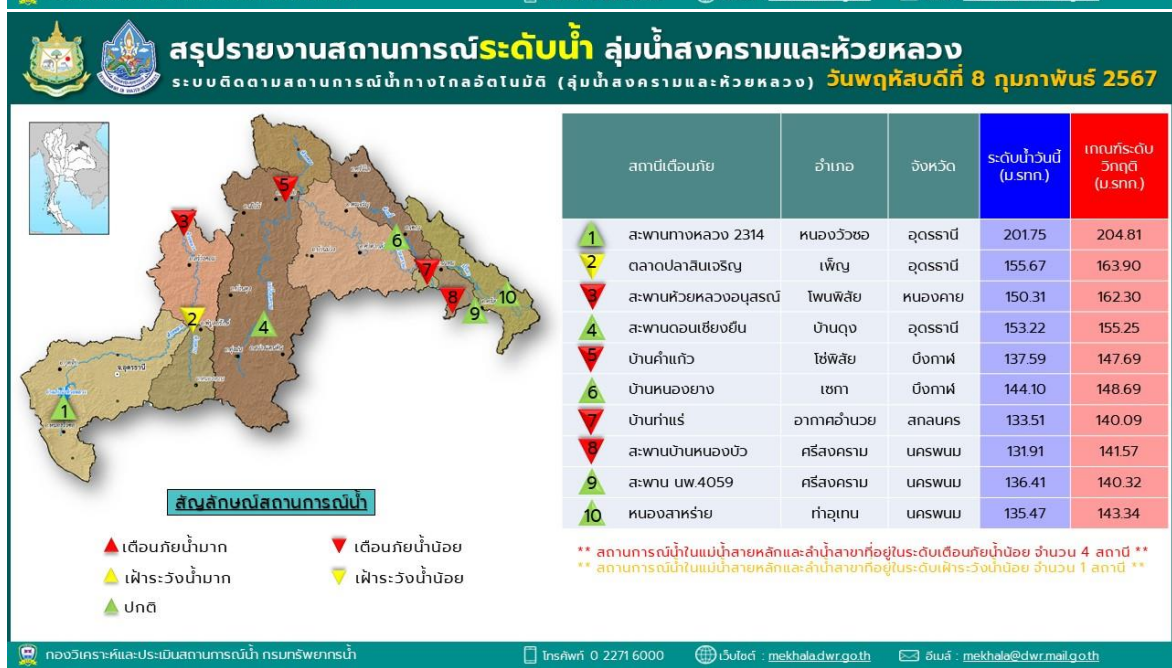 สรุปรายงานสถานการณ์ระดับน้ำ ลุ่มน้ำสงครามและห้วยหลวง
ระบบติดตามสถานการณ์น้ำทางไกลอัตโนมัติ (ลุ่มน้ำสงครามและห้วยหลวง) วันพฤหัสบดีที่ 8 กุมภาพันธ์ 2567
สถานีเตือนภัย อำเภอ จังหวัด ระดับน้ำวันนี้ (ม.รทก.) เกณฑ์ระดับวิกฤติ (ม.รทก.)
1 สะพานทางหลวง 2314 หนองวัวซอ อุดรธานี 201.75 204.81
2 ตลาดปลาสินเจริญ เพ็ญ อุดรธานี 155.67 163.90
3 สะพานห้วยหลวงอนุสรณ์ โพนพิสัย หนองคาย 150.31 162.30
4 สะพานดอนเชียงยืน บ้านดุง อุดรธานี 153.22 155.25
5 บ้านคำแก้ว โซ่พิสัย บึงกาฬ 137.59 147.69
6 บ้านหนองยาง เซกา บึงกาฬ 144.10 148.69
7 บ้านท่าแร่ อากาศอำนวย สกลนคร 133.51 140.09
8 สะพานบ้านหนองบัว ศรีสงคราม นครพนม 131.91 141.57
9 สะพาน นพ.4059 ศรีสงคราม นครพนม 136.41 140.32
10 หนองสาหร่าย ท่าอุเทน นครพนม 135.47 143.34
** สถานการณ์น้ำในแม่น้ำสายหลักและลำน้ำสาขาที่อยู่ในระดับเตือนภัยน้ำน้อย จำนวน 4 สถานี **
** สถานการณ์น้ำในแม่น้ำสายหลักและลำน้ำสาขาที่อยู่ในระดับเฝ้าระวังน้ำน้อย จำนวน 1 สถานี **
5
3
6
7
2
8
10
9
4
1
สัญลักษณ์สถานการณ์น้ำ
เตือนภัยน้ำมาก เตือนภัยน้ำน้อย
เฝ้าระวังน้ำมาก เฝ้าระวังน้ำน้อย
ปกติ
กองวิเคราะห์และประเมินสถานการณ์น้ำ กรมทรัพยากรน้ำ โทรศัพท์ 0 2271 6000 เว็บไซต์ : mekhala.dwr.go.th อีเมล์ : mekhala@dwr.mail.go.th